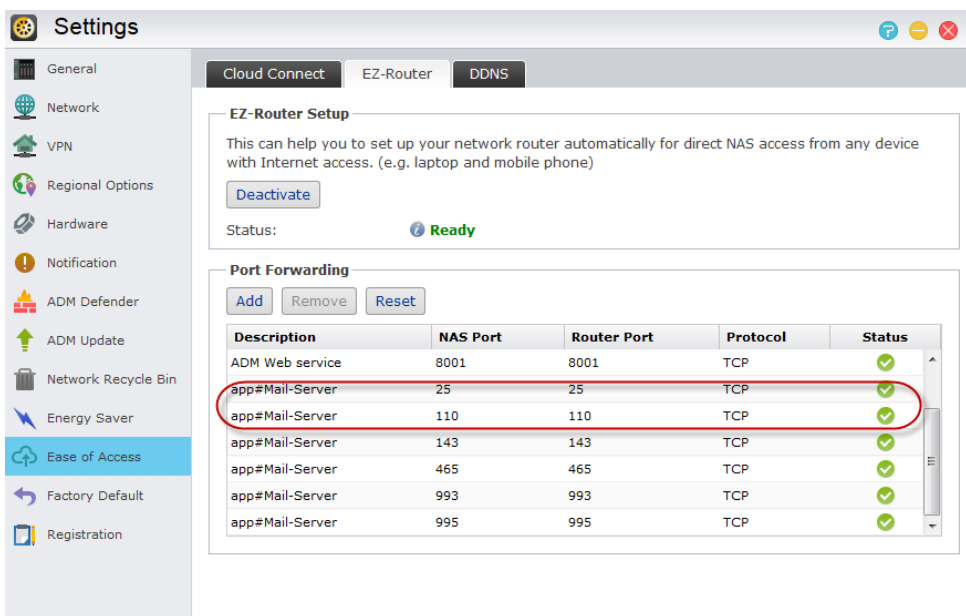 Settings
General
Network
VPN
Regional Options
Hardware
Notification
ADM Defender
ADM Update
Network Recycle Bin
Energy Saver
Ease of Access
Factory Default
Registration
Cloud Connect EZ-Router DDNS
EZ-Router Setup
This can help you to set up your network router automatically for direct NAS access from any device
with Internet access. (e.g. laptop and mobile phone)
Deactivate
Status: Ready
Port Forwarding
Add Remove Reset
Description NAS Port Router Port Protocol Status
ADM Web service 8001 8001 TCP
app#Mail-Server 25 25 TCP
app#Mail-Server 110 110 TCP
app#Mail-Server 143 143 TCP
app#Mail-Server 465 465 TCP
app#Mail-Server 993 993 TCP
app#Mail-Server 995 995 TCP